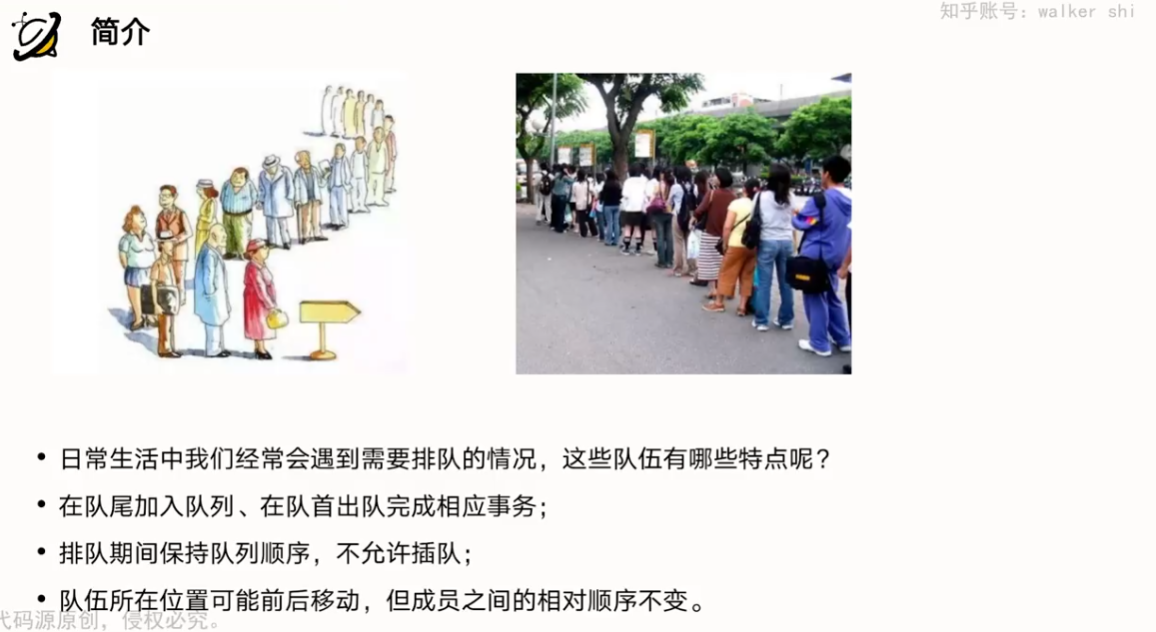 知乎账号：walker shi
简介
• 日常生活中我们经常会遇到需要排队的情况，这些队伍有哪些特点呢？
• 在队尾加入队列、在队首出队完成相应事务；
• 排队期间保持队列顺序，不允许插队；
• 队伍所在位置可能前后移动，但成员之间的相对顺序不变。
代码源原创，侵权必究。